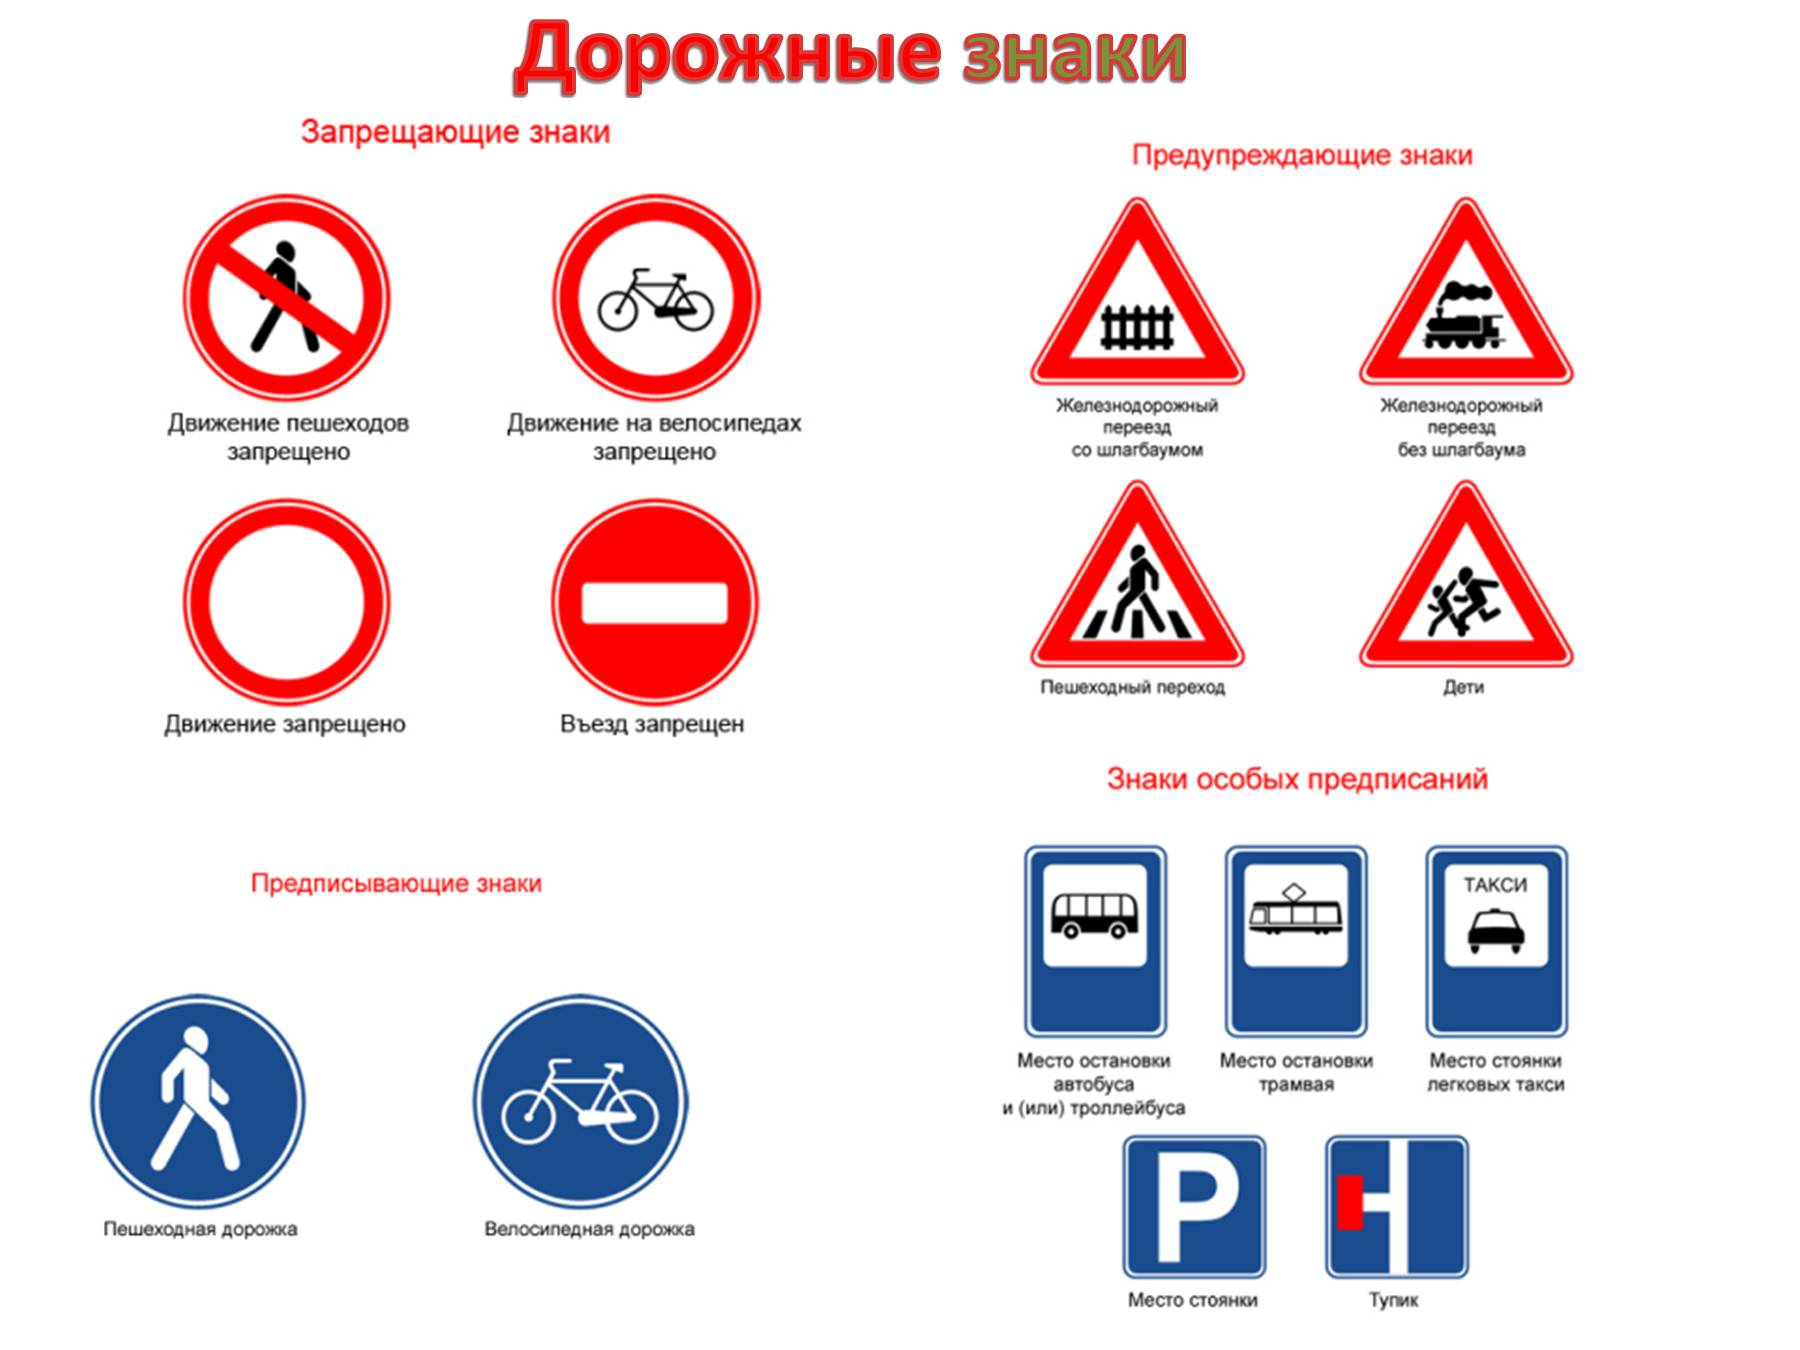 Дорожные знаки
Запрещающие знаки
Движение пешеходов
запрещено
Движение на велосипедах
запрещено
Движение запрещено
Въезд запрещен
Предупреждающие знаки
Железнодорожный
переезд
со шлагбаумом
Железнодорожный
переезд
без шлагбаума
Пешеходный переход
Дети
Предписывающие знаки
Пешеходная дорожка
Велосипедная дорожка
Знаки особых предписаний
Место остановки
автобуса
и (или) троллейбуса
Место остановки
трамвая
ТАКСИ
Место стоянки
легковых такси
P
Место стоянки
Тупик